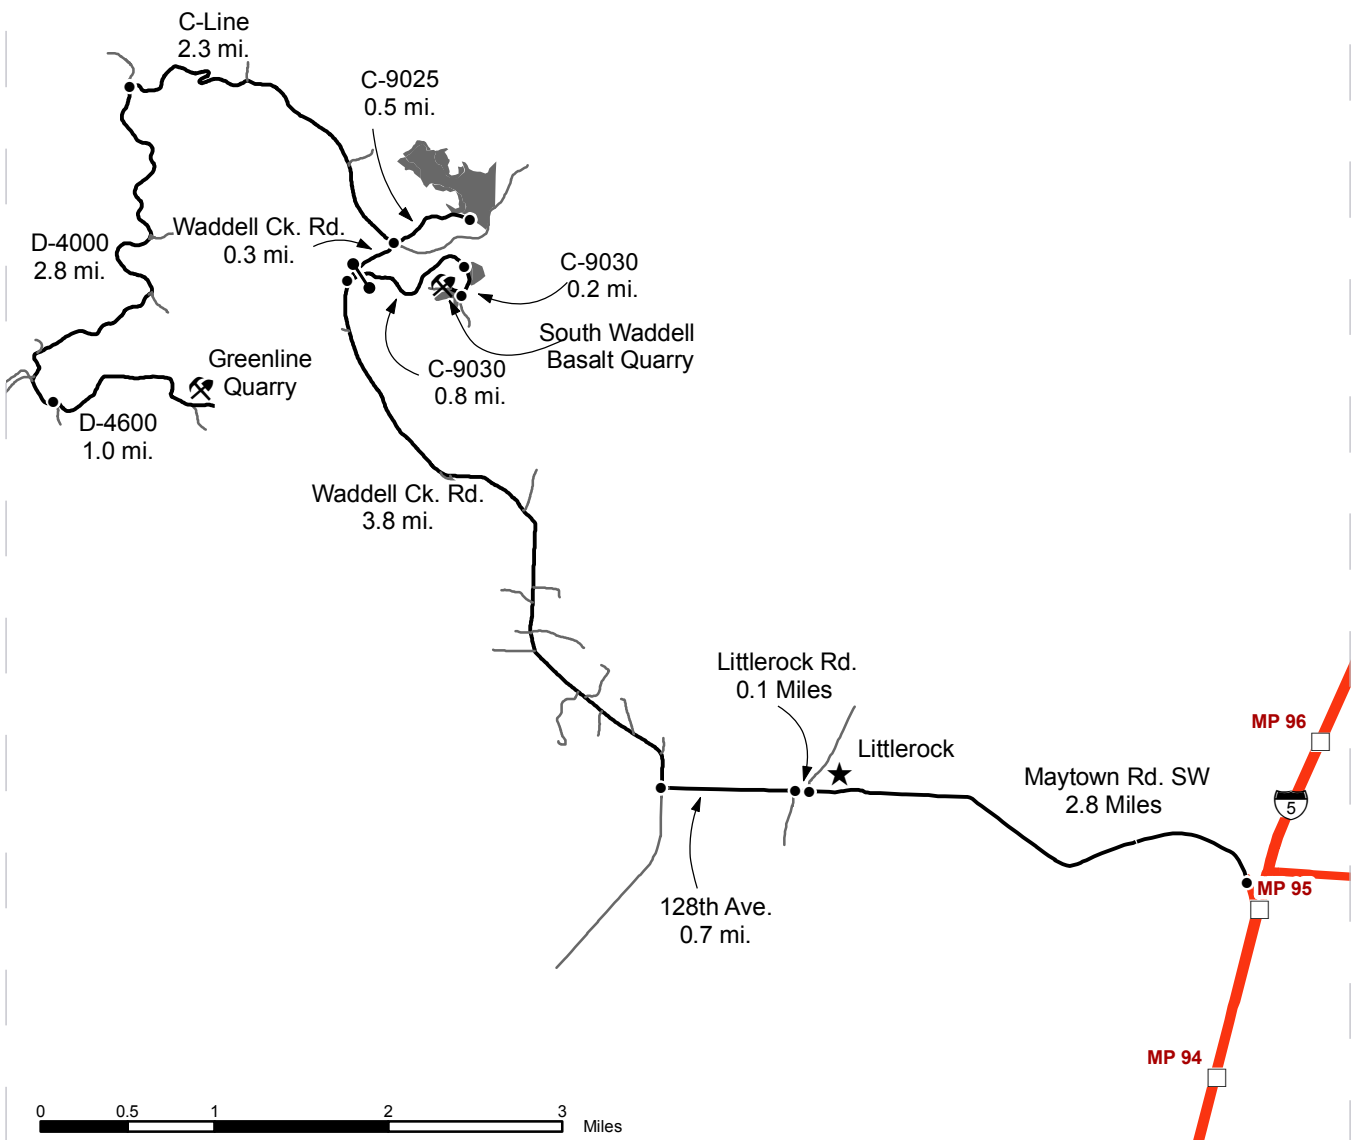 C-Line
2.3 mi.
C-9025
0.5 mi.
Waddell Ck. Rd.
0.3 mi.
D-4000
2.8 mi.
C-9030
0.2 mi.
South Waddell
Basalt Quarry
Greenline
Quarry
C-9030
0.8 mi.
D-4600
1.0 mi.
Waddell Ck. Rd.
3.8 mi.
Littlerock Rd.
0.1 Miles
Littlerock
MP 96
Maytown Rd. SW
2.8 Miles
5
MP 95
128th Ave.
0.7 mi.
MP 94
0 0.5 1 2 3
Miles